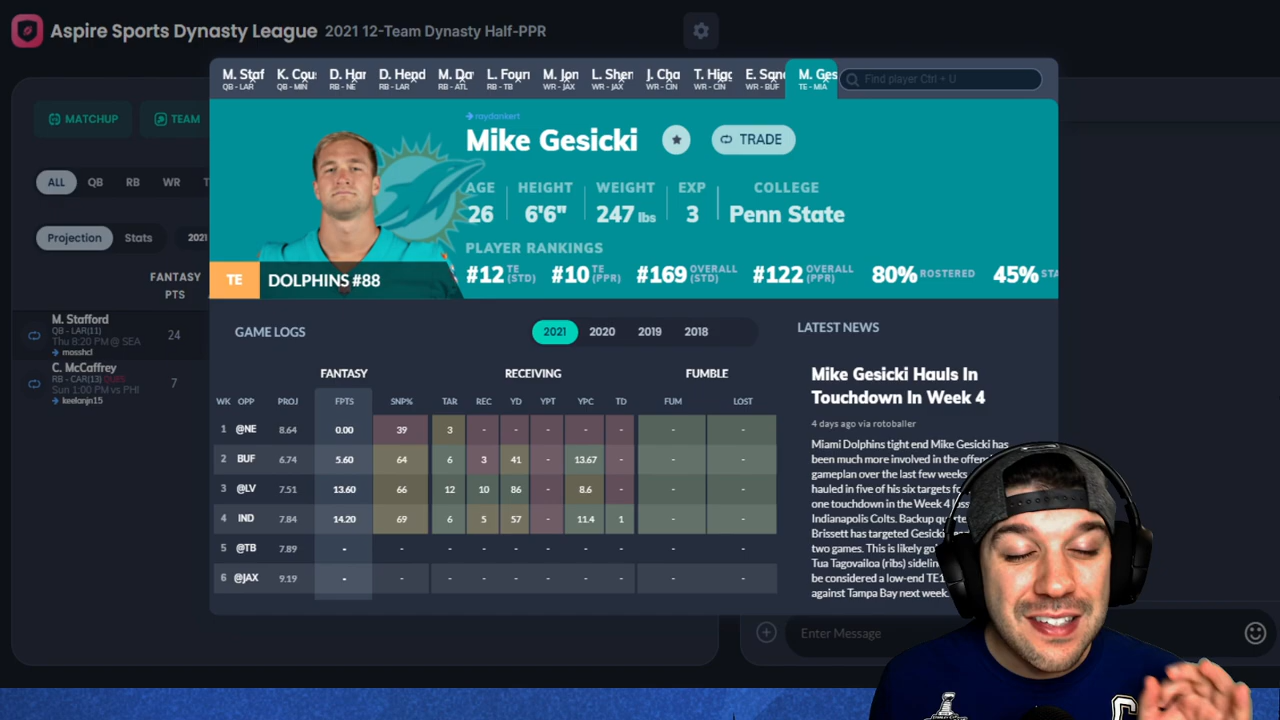 Aspire Sports Dynasty League 2021 12-Team Dynasty Half-PPR
M. Staf K. Cou D. Har D. Hend M. Da L. Fourn M. Jon L. Shen J. Cha T. Higg E. San M. Ges
QB - LAR QB - MIN RB - NE RB - LAR RB - ATL RB - TB WR - JAX WR - JAX WR - CIN WR - CIN WR - BUF TE - MIA
Find player Ctrl + U
MATCHUP TEAM
ALL QB RB WR T
Projection Stats 2021
FANTASY
PTS
M. Stafford
QB - LAR(11)
Thu 8:20 PM @ SEA
mosshcl
24
C. McCaffrey
RB - CAR(13)
Sun 1:00 PM vs PHI
keelanjn15
7
raydankert
Mike Gesicki
TRADE
AGE HEIGHT WEIGHT EXP COLLEGE
26 6'6" 247 lbs 3 Penn State
PLAYER RANKINGS
#12 TE (STD) #10 TE (PPR) #169 OVERALL (STD) #122 OVERALL (PPR) 80% ROSTERED 45% STA
TE DOLPHINS #88
GAME LOGS
2021 2020 2019 2018
FANTASY RECEIVING FUMBLE
WK OPP PROJ FPTS SNP% TAR REC YD YPT YPC TD FUM LOST
1 @NE 8.64 0.00 39 3 - - - - - - -
2 BUF 6.74 5.60 64 6 3 41 - 13.67 - - -
3 @LV 7.51 13.60 66 12 10 86 - 8.6 - - -
4 IND 7.84 14.20 69 6 5 57 - 11.4 1 - -
5 @TB 7.89 - - - - - - - - - -
6 @JAX 9.19 - - - - - - - - - -
LATEST NEWS
Mike Gesicki Hauls In
Touchdown In Week 4
4 days ago via rotoballer
Miami Dolphins tight end Mike Gesicki has
been much more involved in the offen
gameplan over the last few weeks
hauled in five of his six targets fo
one touchdown in the Week 4 loss
Indianapolis Colts. Backup quarte
Brissett has targeted Gesicki
two games. This is likely go
Tua Tagovailoa (ribs) sidelin
be considered a low-end TE1
against Tampa Bay next week.
Enter Message
C